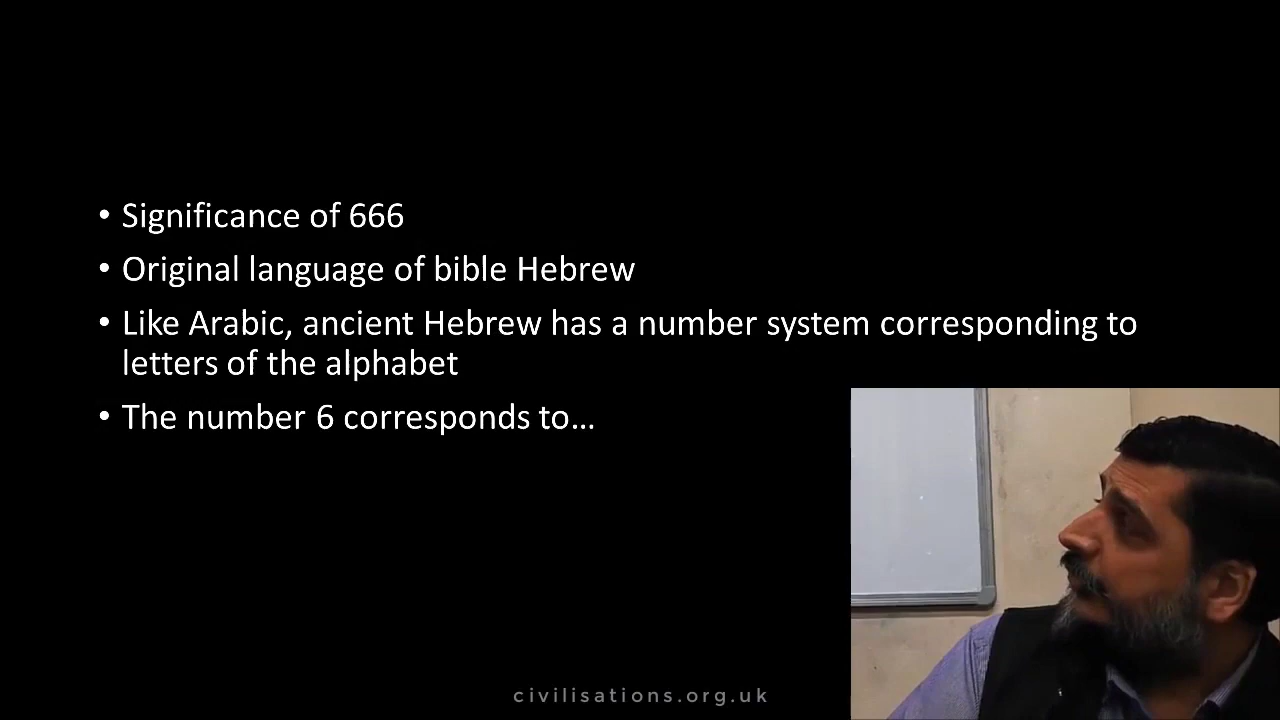 • Significance of 666
• Original language of bible Hebrew
• Like Arabic, ancient Hebrew has a number system corresponding to
letters of the alphabet
• The number 6 corresponds to…
civilisations.org.uk